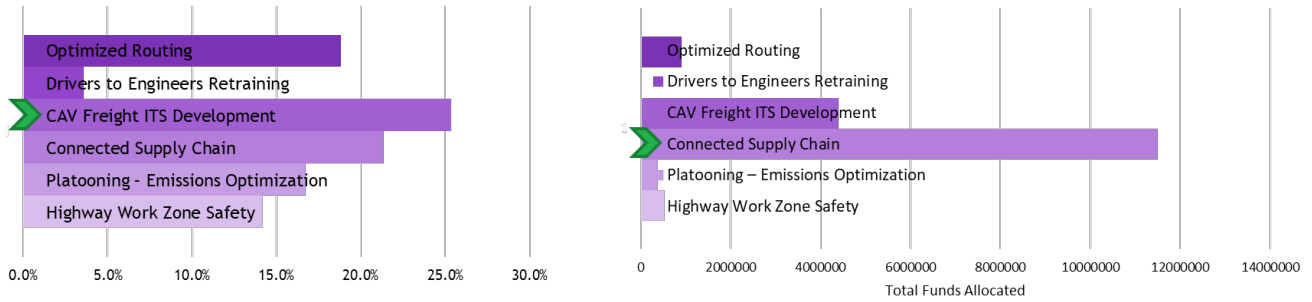 Optimized Routing
Drivers to Engineers Retraining
CAV Freight ITS Development
Connected Supply Chain
Platooning - Emissions Optimization
Highway Work Zone Safety
0.0% 5.0% 10.0% 15.0% 20.0% 25.0% 30.0%
Optimized Routing
Drivers to Engineers Retraining
CAV Freight ITS Development
Connected Supply Chain
Platooning – Emissions Optimization
Highway Work Zone Safety
0 2000000 4000000 6000000 8000000 10000000 12000000 14000000
Total Funds Allocated